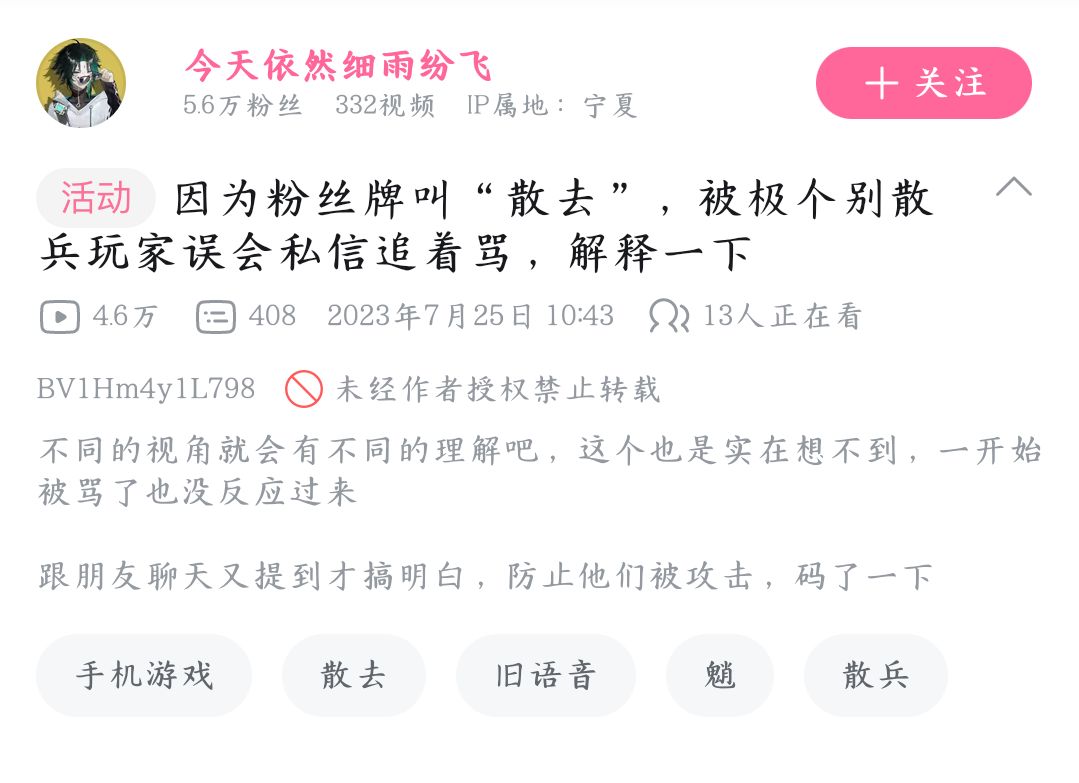 今天依然细雨纷飞
5.6万粉丝 332视频 IP属地：宁夏
关注
活动 因为粉丝牌叫“散去”，被极个别散
兵玩家误会私信追着骂，解释一下
4.6万 408 2023年7月25日 10:43 13人正在看
BV1Hm4y1L798 未经作者授权禁止转载
不同的视角就会有不同的理解吧，这个也是实在想不到，一开始
被骂了也没反应过来
跟朋友聊天又提到才搞明白，防止他们被攻击，码了一下
手机游戏 散去 旧语音 魈 散兵